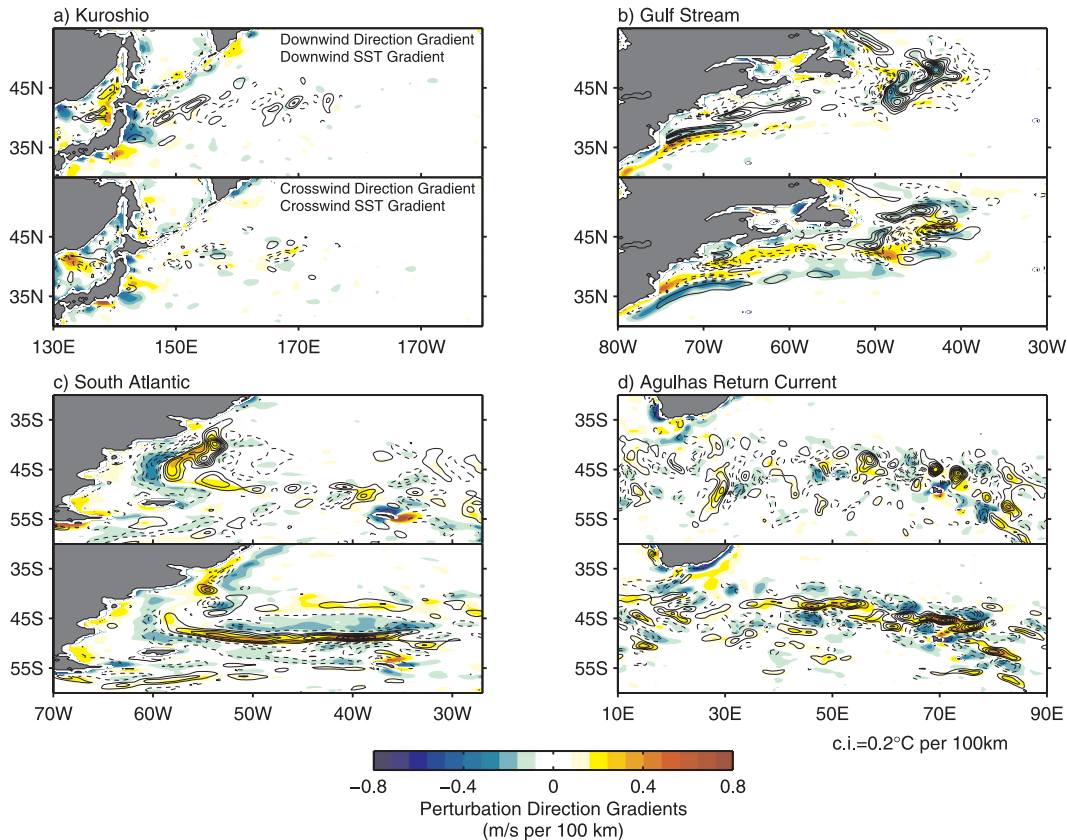 a) Kuroshio
Downwind Direction Gradient
Downwind SST Gradient
45N
35N
Crosswind Direction Gradient
Crosswind SST Gradient
45N
35N
130E 150E 170E 170W
b) Gulf Stream
45N
35N
45N
35N
80W 70W 60W 50W 40W 30W
c) South Atlantic
35S
45S
55S
35S
45S
55S
70W 60W 50W 40W 30W
d) Agulhas Return Current
35S
45S
55S
35S
45S
55S
10E 30E 50E 70E 90E
c.i.=0.2°C per 100km
−0.8 −0.4 0 0.4 0.8
Perturbation Direction Gradients
(m/s per 100 km)